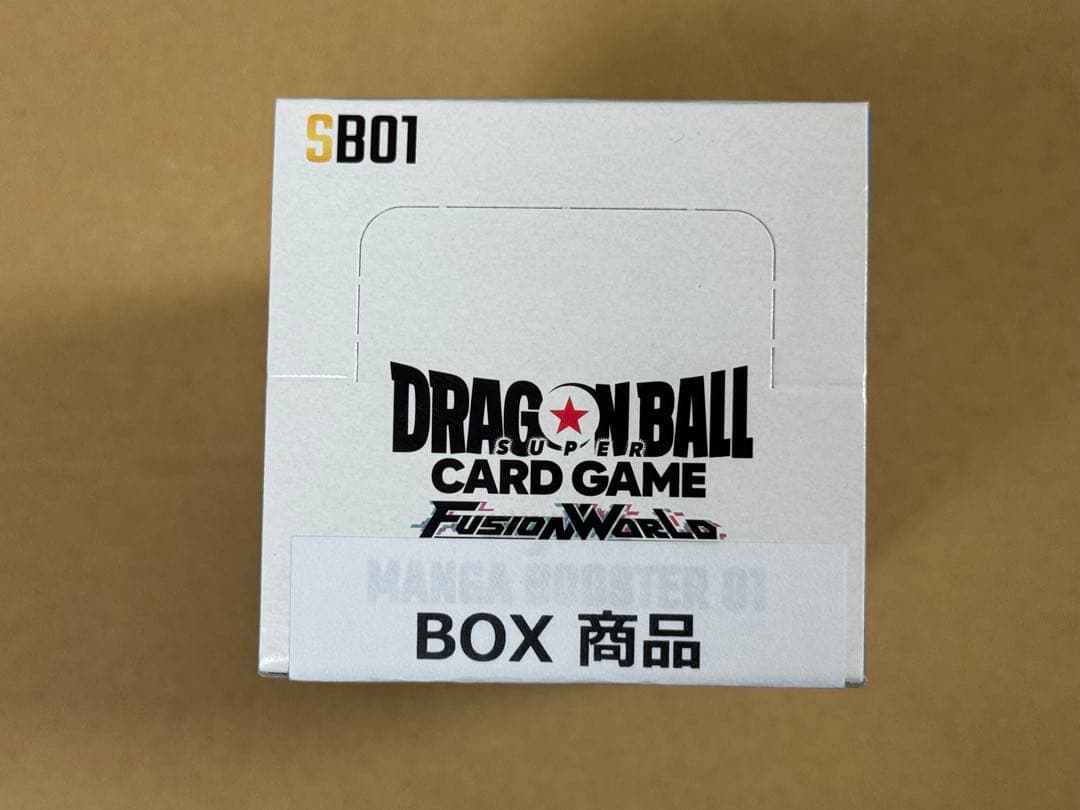 SB01
DRAGON BALL
SUPER
CARD GAME
FUSION WORLD
MANGA BOOSTER 01
BOX 商品